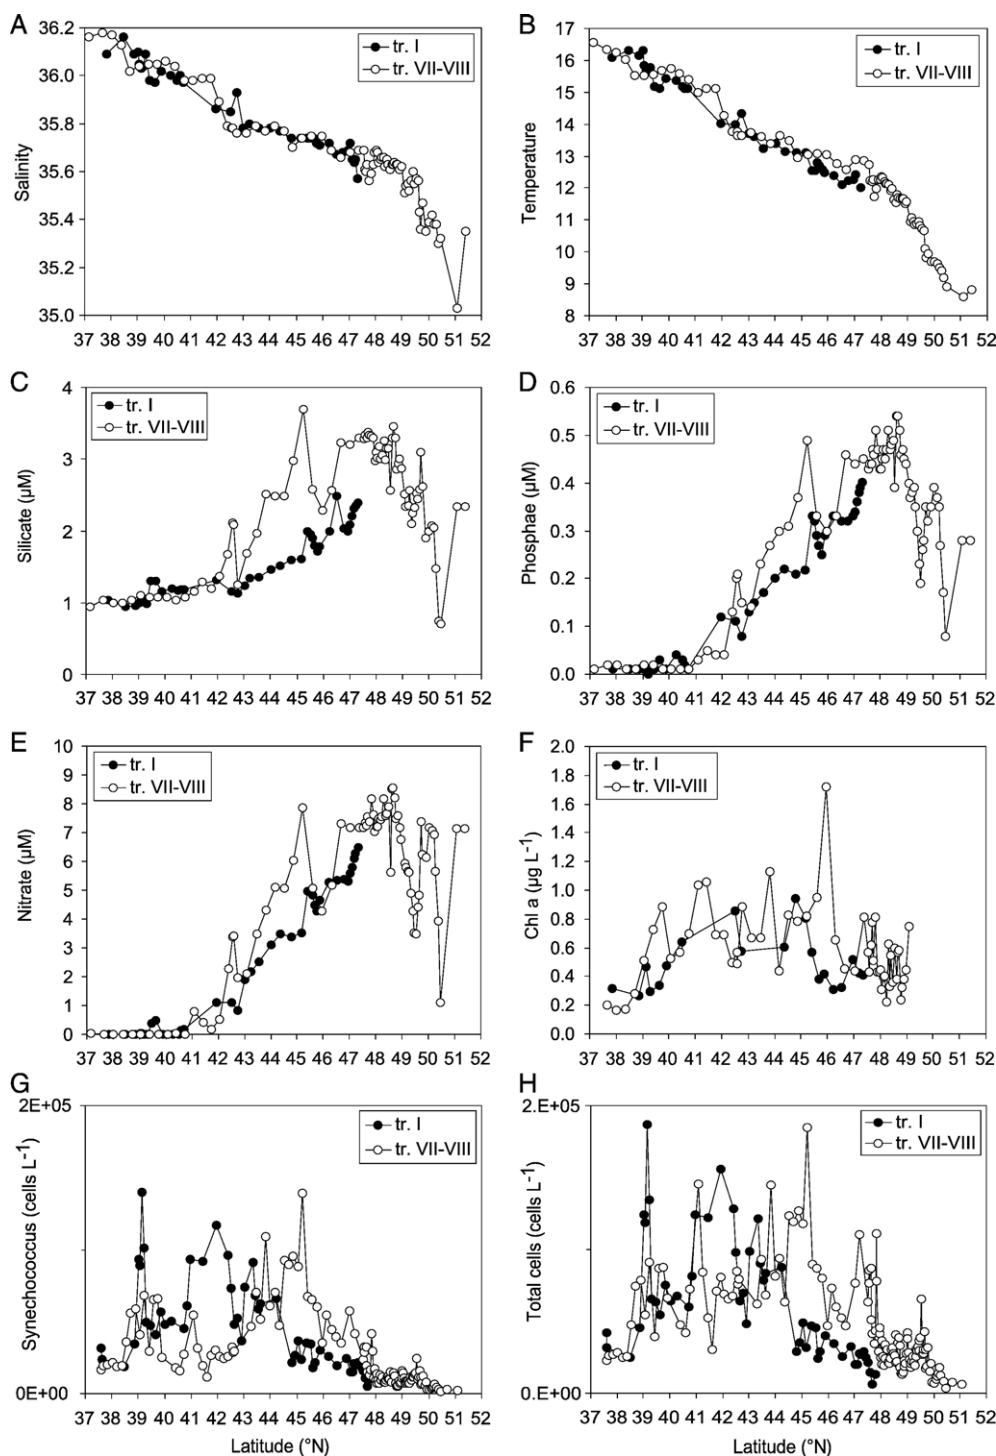 A
36.2
36.0
35.8
35.6
35.4
35.2
35.0
Salinity
tr. I
tr. VII-VIII
37 38 39 40 41 42 43 44 45 46 47 48 49 50 51 52
B
17
16
15
14
13
12
11
10
9
8
Temperature
tr. I
tr. VII-VIII
37 38 39 40 41 42 43 44 45 46 47 48 49 50 51 52
C
4
3
2
1
0
Silicate (µM)
tr. I
tr. VII-VIII
37 38 39 40 41 42 43 44 45 46 47 48 49 50 51 52
D
0.6
0.5
0.4
0.3
0.2
0.1
0.0
Phosphae (µM)
tr. I
tr. VII-VIII
37 38 39 40 41 42 43 44 45 46 47 48 49 50 51 52
E
10
9
8
7
6
5
4
3
2
1
0
Nitrate (µM)
tr. I
tr. VII-VIII
37 38 39 40 41 42 43 44 45 46 47 48 49 50 51 52
F
2.0
1.8
1.6
1.4
1.2
1.0
0.8
0.6
0.4
0.2
0.0
Chl a (µg L⁻¹)
tr. I
tr. VII-VIII
37 38 39 40 41 42 43 44 45 46 47 48 49 50 51 52
G
2E+05
0E+00
Synechococcus (cells L⁻¹)
tr. I
tr. VII-VIII
37 38 39 40 41 42 43 44 45 46 47 48 49 50 51 52
Latitude (°N)
H
2.E+05
0.E+00
Total cells (cells L⁻¹)
tr. I
tr. VII-VIII
37 38 39 40 41 42 43 44 45 46 47 48 49 50 51 52
Latitude (°N)